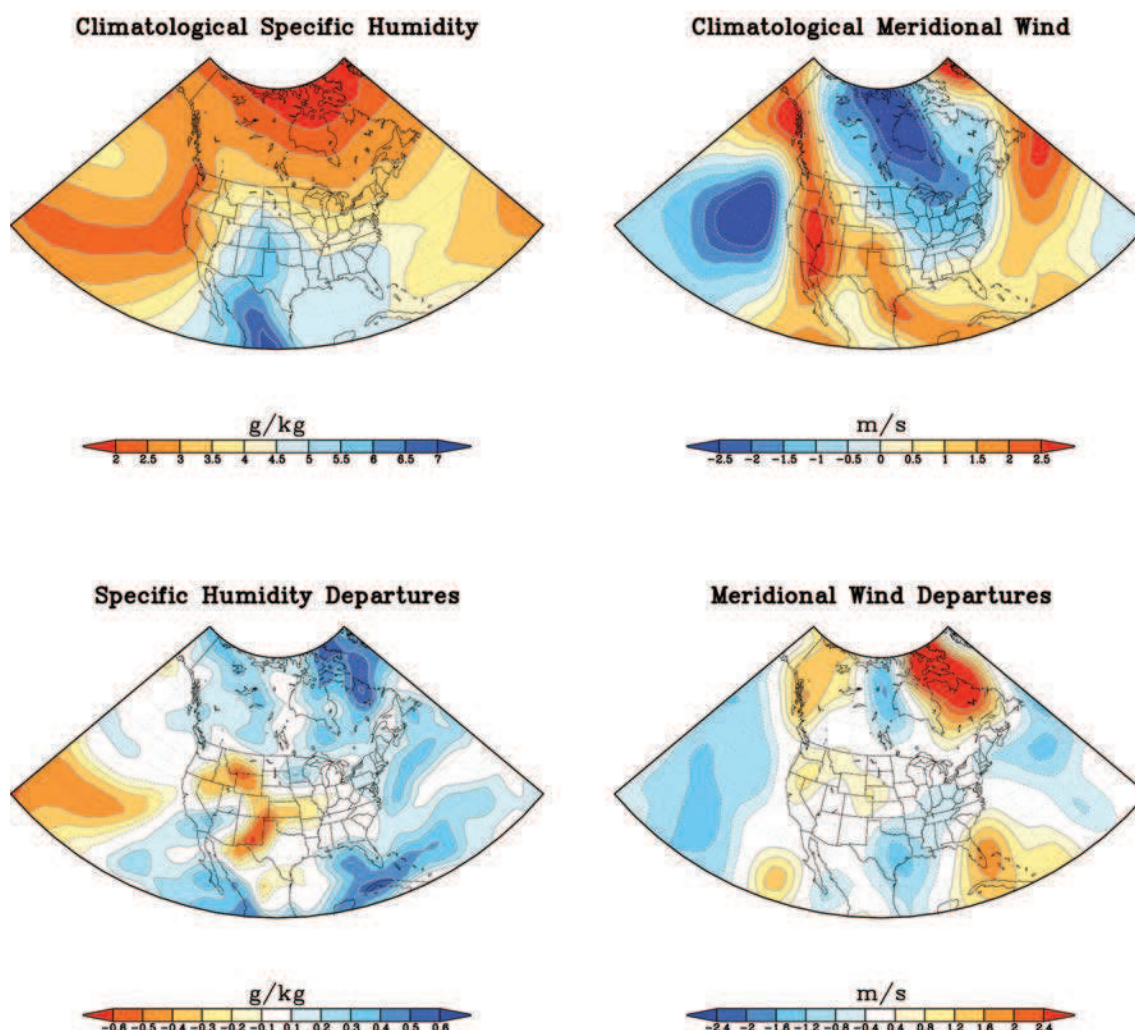 Climatological Specific Humidity
Climatological Meridional Wind
g/kg
2 2.5 3 3.5 4 4.5 5 5.5 6 6.5 7
m/s
-2.5 -2 -1.5 -1 -0.5 0 0.5 1 1.5 2 2.5
Specific Humidity Departures
Meridional Wind Departures
g/kg
-0.6 -0.5 -0.4 -0.3 -0.2 -0.1 0.1 0.2 0.3 0.4 0.5 0.6
m/s
-2.4 -2 -1.6 -1.2 -0.8 -0.4 0.4 0.8 1.2 1.6 2